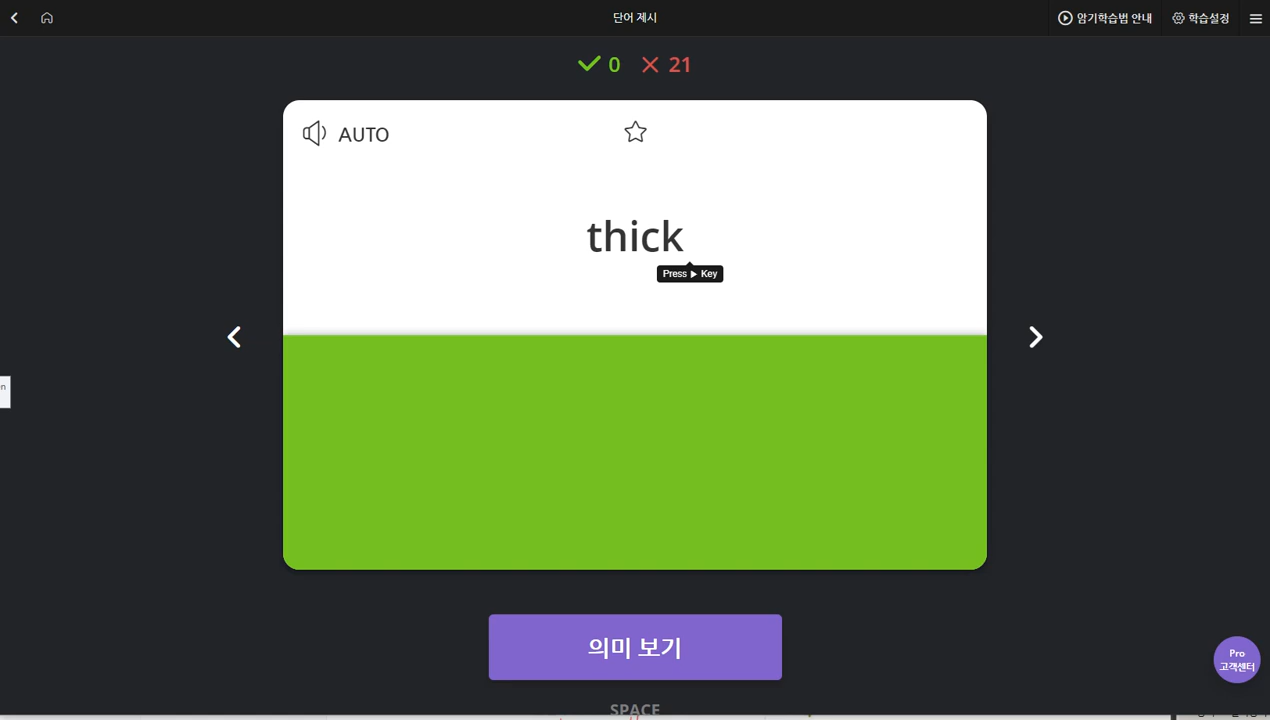 단어 제시
암기학습법 안내
학습설정
0
21
AUTO
thick
Press ▶ Key
의미 보기
Pro
고객센터
SPACE